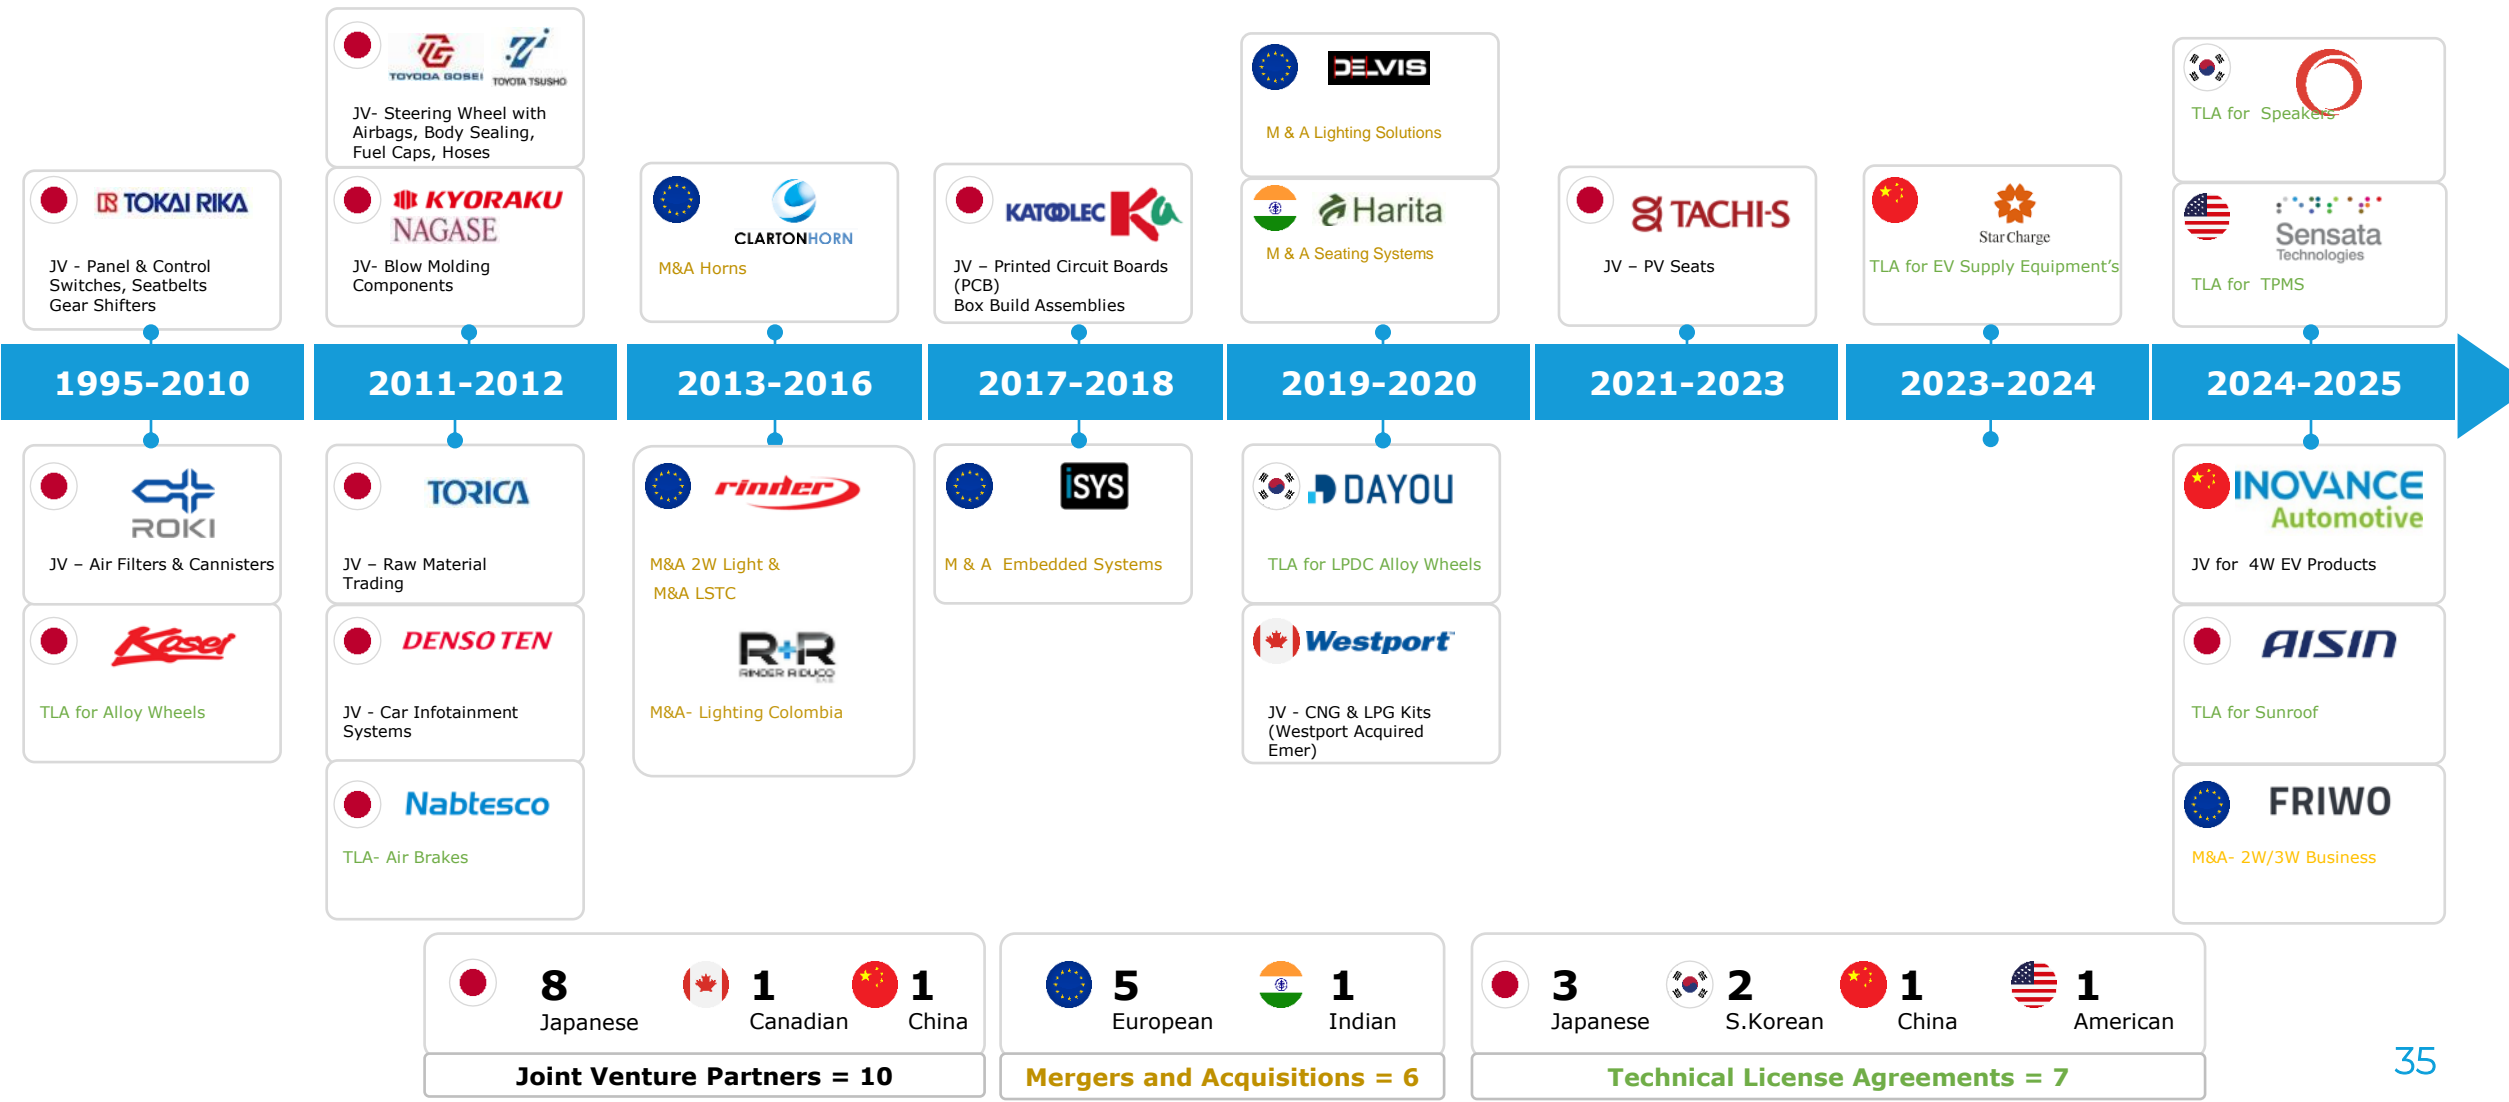 TOKAI RIKA
JV - Panel & Control
Switches, Seatbelts
Gear Shifters
TOYODA GOSEI
TOYOTA TSUSHO
JV- Steering Wheel with
Airbags, Body Sealing,
Fuel Caps, Hoses
KYORAKU
NAGASE
JV- Blow Molding
Components
CLARTONHORN
M&A Horns
KATOOLEC
JV – Printed Circuit Boards
(PCB)
Box Build Assemblies
DELVIS
M & A Lighting Solutions
Harita
M & A Seating Systems
TACHI-S
JV – PV Seats
StarCharge
TLA for EV Supply Equipment's
TLA for Speakers
Sensata
Technologies
TLA for TPMS
1995-2010
2011-2012
2013-2016
2017-2018
2019-2020
2021-2023
2023-2024
2024-2025
ROKI
JV – Air Filters & Cannisters
Kosei
TLA for Alloy Wheels
TORICA
JV – Raw Material
Trading
DENSO TEN
JV - Car Infotainment
Systems
Nabtesco
TLA- Air Brakes
rinder
M&A 2W Light &
M&A LSTC
R+R
RINDER RIDUCO
M&A- Lighting Colombia
iSYS
M & A Embedded Systems
DAYOU
TLA for LPDC Alloy Wheels
Westport™
JV - CNG & LPG Kits
(Westport Acquired
Emer)
INOVANCE
Automotive
JV for 4W EV Products
AISIN
TLA for Sunroof
FRIWO
M&A- 2W/3W Business
8
Japanese
1
Canadian
1
China
Joint Venture Partners = 10
5
European
1
Indian
Mergers and Acquisitions = 6
3
Japanese
2
S.Korean
1
China
1
American
Technical License Agreements = 7
35